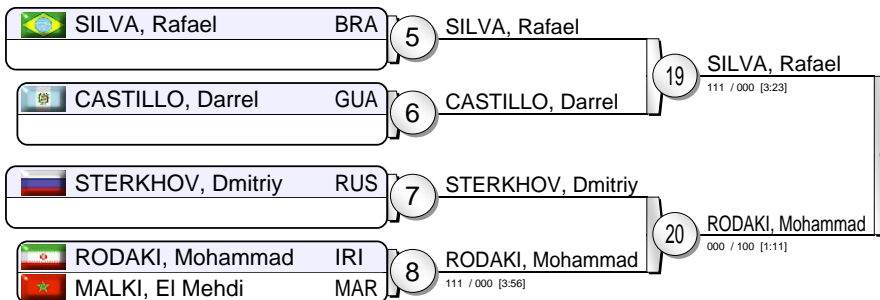 SILVA, Rafael BRA
5
SILVA, Rafael
CASTILLO, Darrel GUA
6
CASTILLO, Darrel
19
SILVA, Rafael
111 / 000 [3:23]
STERKHOV, Dmitriy RUS
7
STERKHOV, Dmitriy
RODAKI, Mohammad IRI
MALKI, El Mehdi MAR
8
RODAKI, Mohammad
111 / 000 [3:56]
20
RODAKI, Mohammad
000 / 100 [1:11]